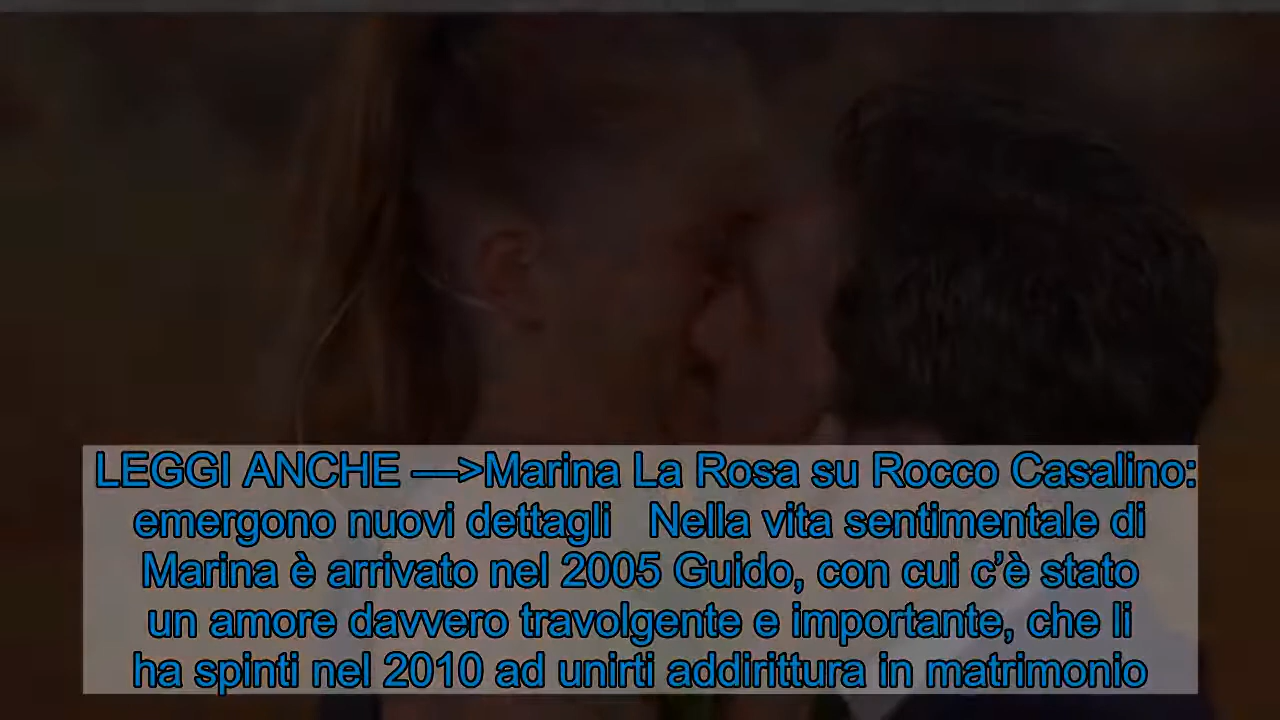 LEGGI ANCHE —>Marina La Rosa su Rocco Casalino:
emergono nuovi dettagli   Nella vita sentimentale di
Marina è arrivato nel 2005 Guido, con cui c’è stato
un amore davvero travolgente e importante, che li
ha spinti nel 2010 ad unirti addirittura in matrimonio